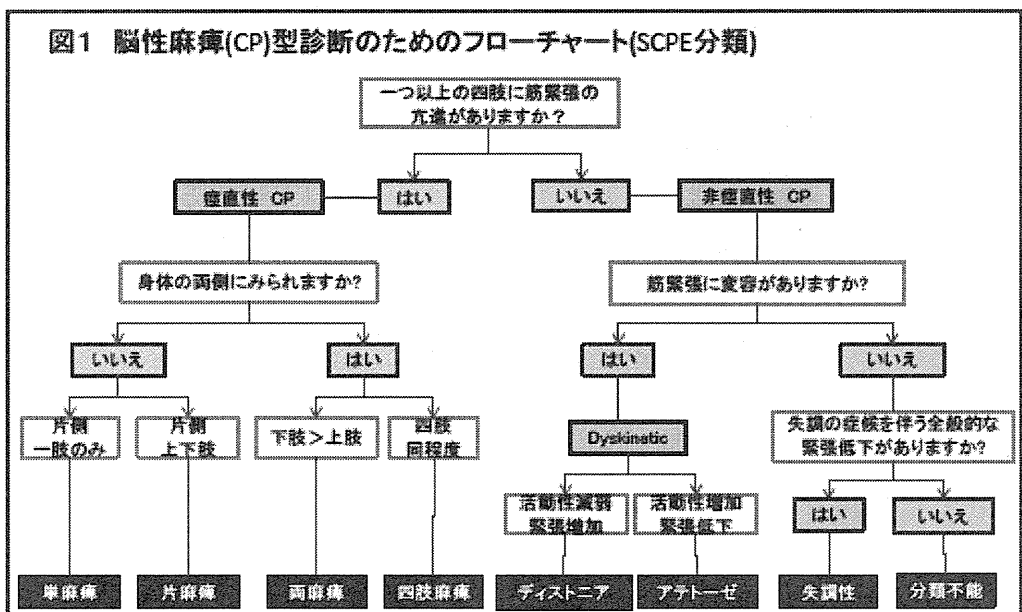 図1 脳性麻痺(CP)型診断のためのフローチャート(SCPE分類)
一つ以上の四肢に筋緊張の
亢進がありますか？
痙直性 CP
はい
いいえ
非痙直性 CP
身体の両側にみられますか?
筋緊張に変容がありますか?
いいえ
はい
はい
いいえ
片側
一肢のみ
片側
上下肢
下肢＞上肢
四肢
同程度
Dyskinetic
失調の症候を伴う全般的な
緊張低下がありますか?
活動性減弱
緊張増加
活動性増加
緊張低下
はい
いいえ
単麻痺
片麻痺
両麻痺
四肢麻痺
ディストニア
アテトーゼ
失調性
分類不能